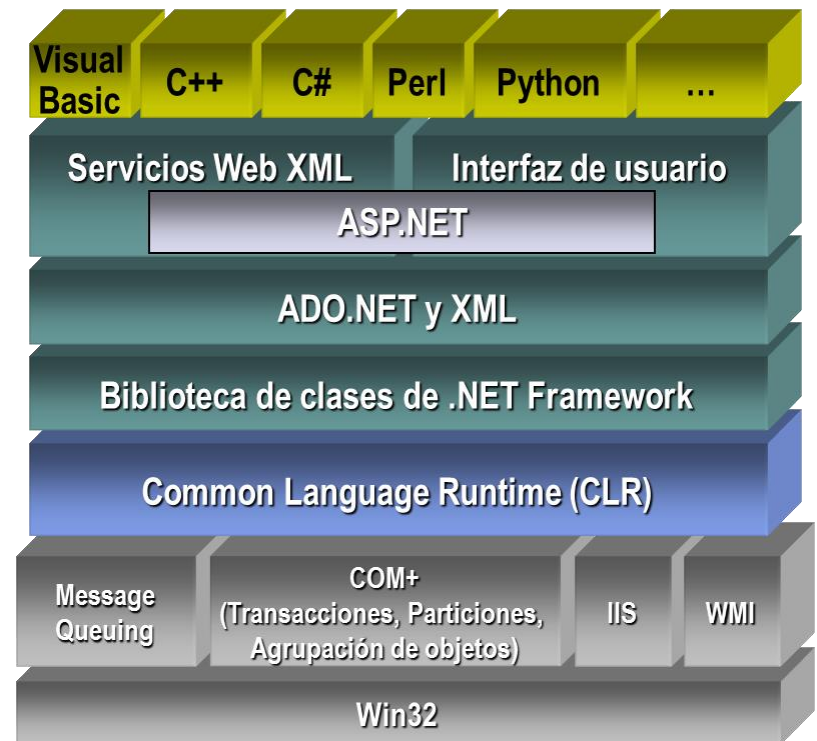 Visual
Basic
C++
C#
Perl
Python
...
Servicios Web XML
Interfaz de usuario
ASP.NET
ADO.NET y XML
Biblioteca de clases de .NET Framework
Common Language Runtime (CLR)
Message
Queuing
COM+
(Transacciones, Particiones,
Agrupación de objetos)
IIS
WMI
Win32